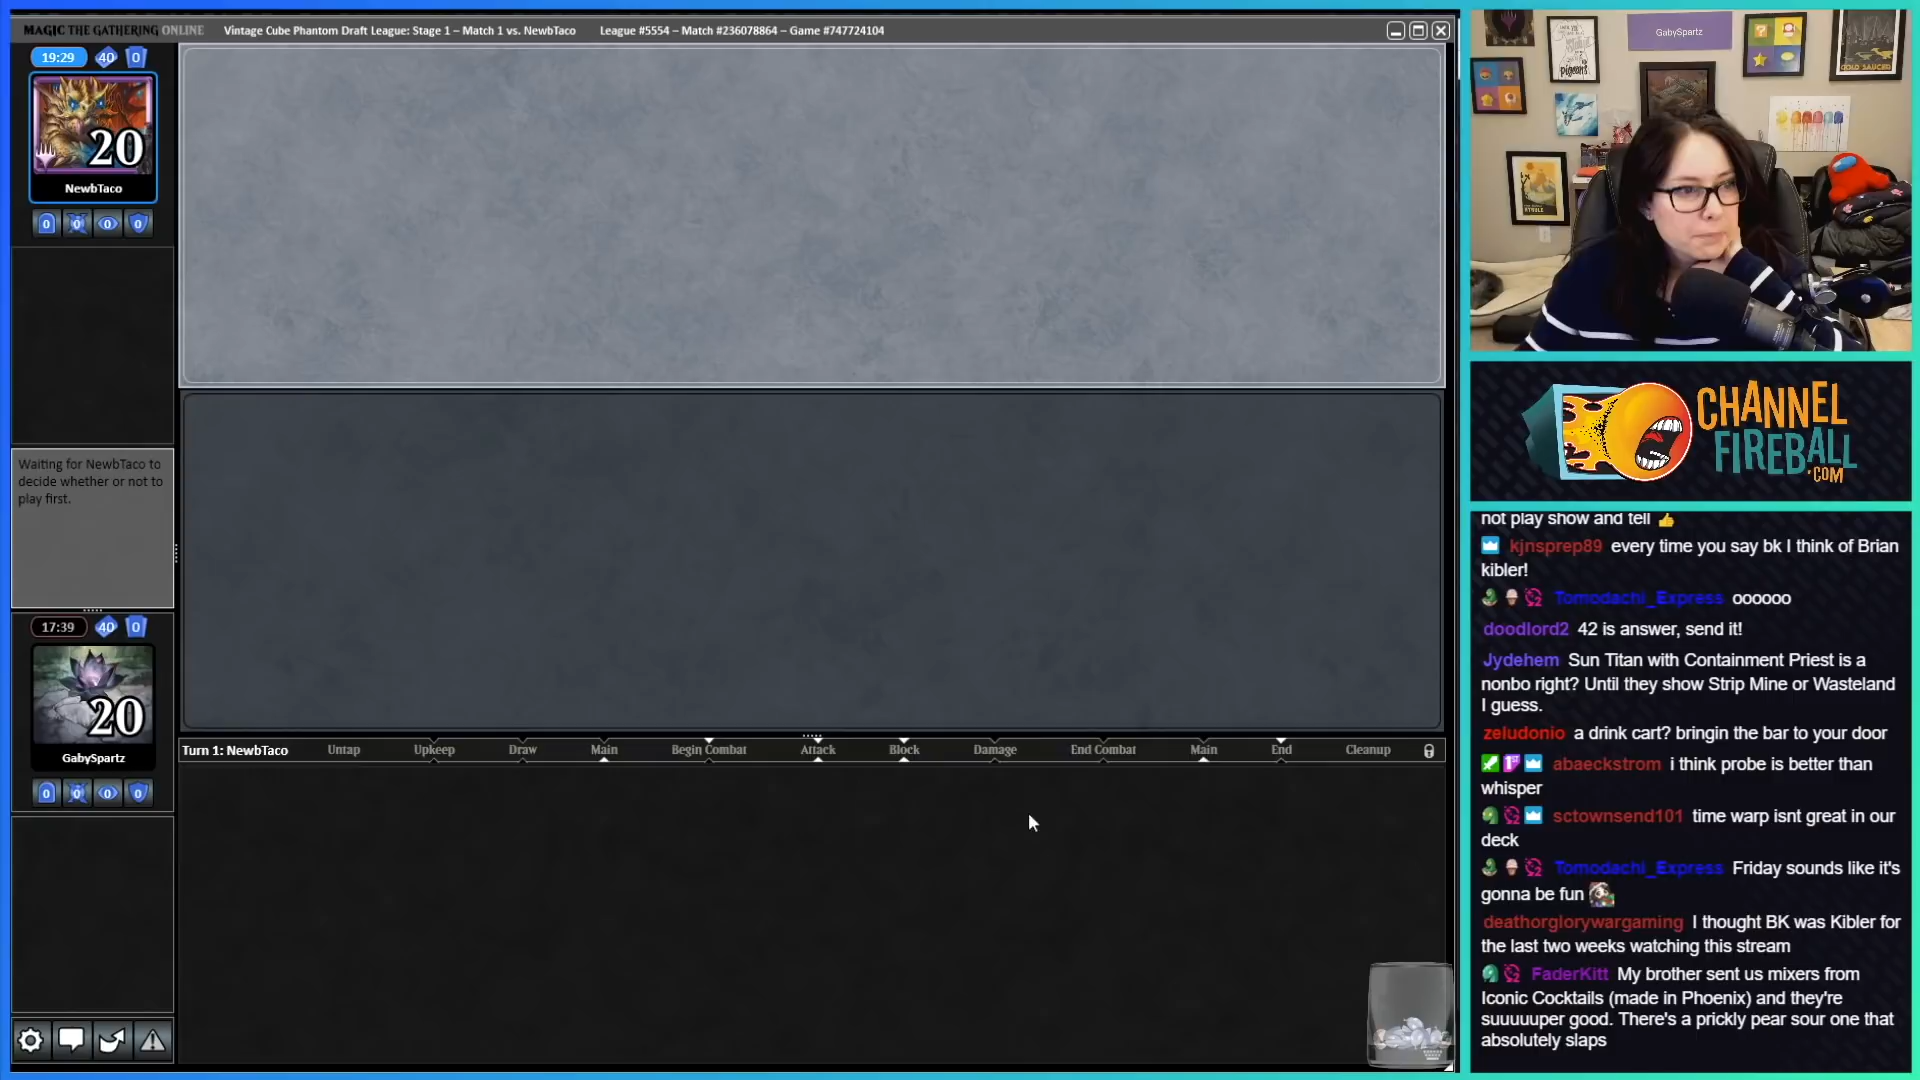 MAGIC THE GATHERING ONLINE
Vintage Cube Phantom Draft League: Stage 1 – Match 1 vs. NewbTaco
League #5554 – Match #236078864 – Game #747724104
19:29
40
0
20
NewbTaco
0
0
0
0
Waiting for NewbTaco to
decide whether or not to
play first.
17:39
40
0
20
GabySpartz
0
0
0
0
Turn 1: NewbTaco
Untap
Upkeep
Draw
Main
Begin Combat
Attack
Block
Damage
End Combat
Main
End
Cleanup
GabySpartz
pigeons
CHANNEL
FIREBALL
.COM
not play show and tell
kjnsprep89 every time you say bk I think of Brian
kibler!
Tomodachi_Express oooooo
doodlord2 42 is answer, send it!
Jydehem Sun Titan with Containment Priest is a
nonbo right? Until they show Strip Mine or Wasteland
I guess.
zeludonio a drink cart? bringin the bar to your door
abaeckstrom i think probe is better than
whisper
sctownsend101 time warp isnt great in our
deck
Tomodachi_Express Friday sounds like it's
gonna be fun
deathorglorywargaming I thought BK was Kibler for
the last two weeks watching this stream
FaderKitt My brother sent us mixers from
Iconic Cocktails (made in Phoenix) and they're
suuuuuper good. There's a prickly pear sour one that
absolutely slaps